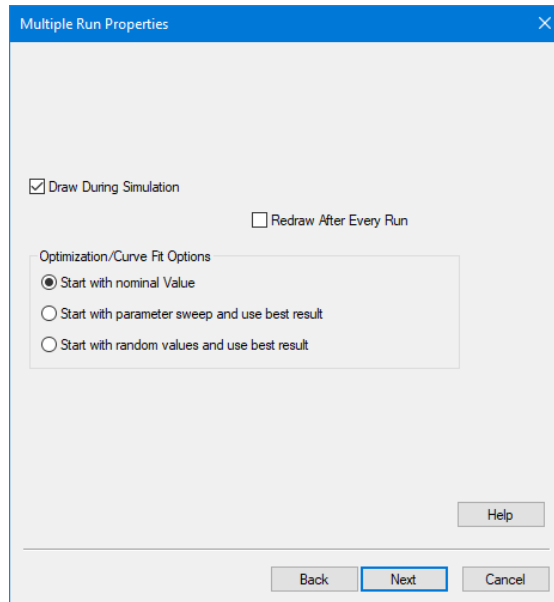 Multiple Run Properties
Draw During Simulation
Redraw After Every Run
Optimization/Curve Fit Options
Start with nominal Value
Start with parameter sweep and use best result
Start with random values and use best result
Help
Back Next Cancel